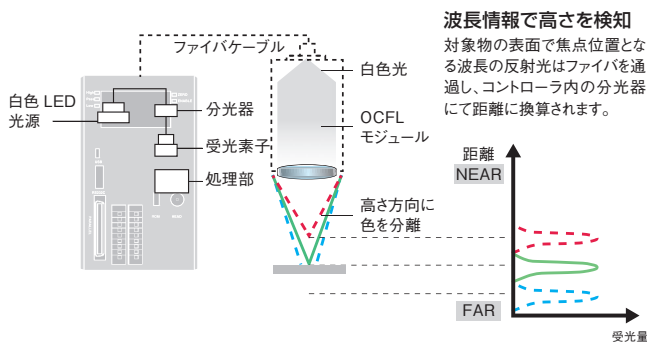 波長情報で高さを検知
対象物の表面で焦点位置とな
る波長の反射光はファイバを通
過し、コントローラ内の分光器
にて距離に換算されます。
ファイバケーブル
白色光
白色 LED
光源
分光器
OCFL
モジュール
受光素子
処理部
高さ方向に
色を分離
距離
NEAR
FAR
受光量